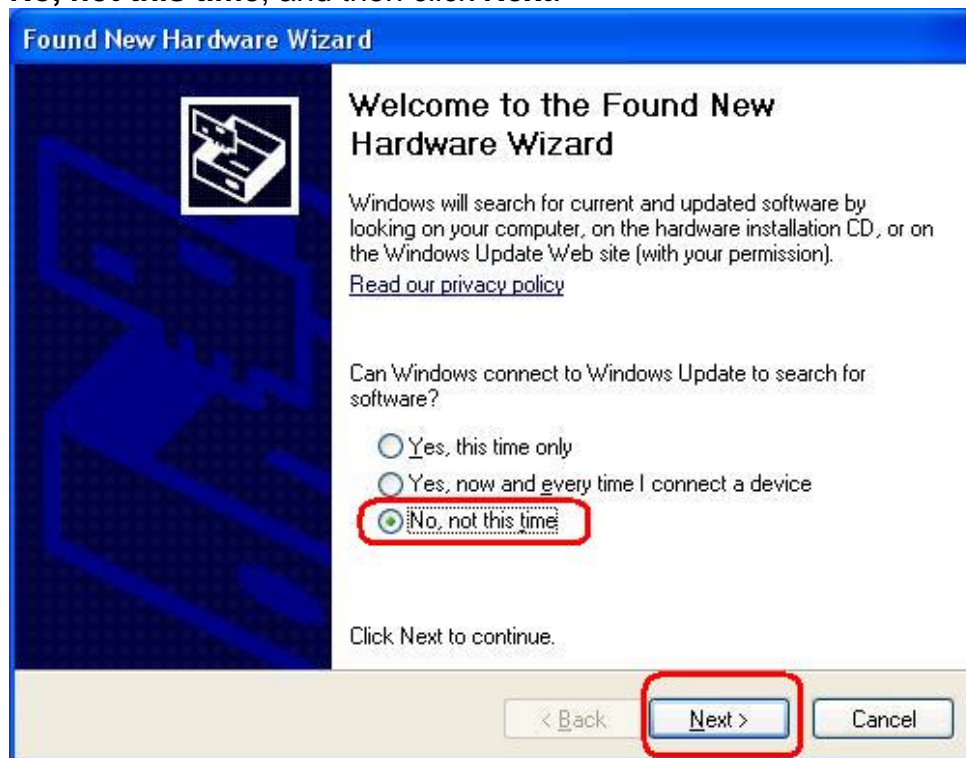 No, not this time, and then click Next.
Found New Hardware Wizard
Welcome to the Found New
Hardware Wizard
Windows will search for current and updated software by
looking on your computer, on the hardware installation CD, or on
the Windows Update Web site (with your permission).
Read our privacy policy
Can Windows connect to Windows Update to search for
software?
Yes, this time only
Yes, now and every time I connect a device
No, not this time
Click Next to continue.
< Back Next > Cancel